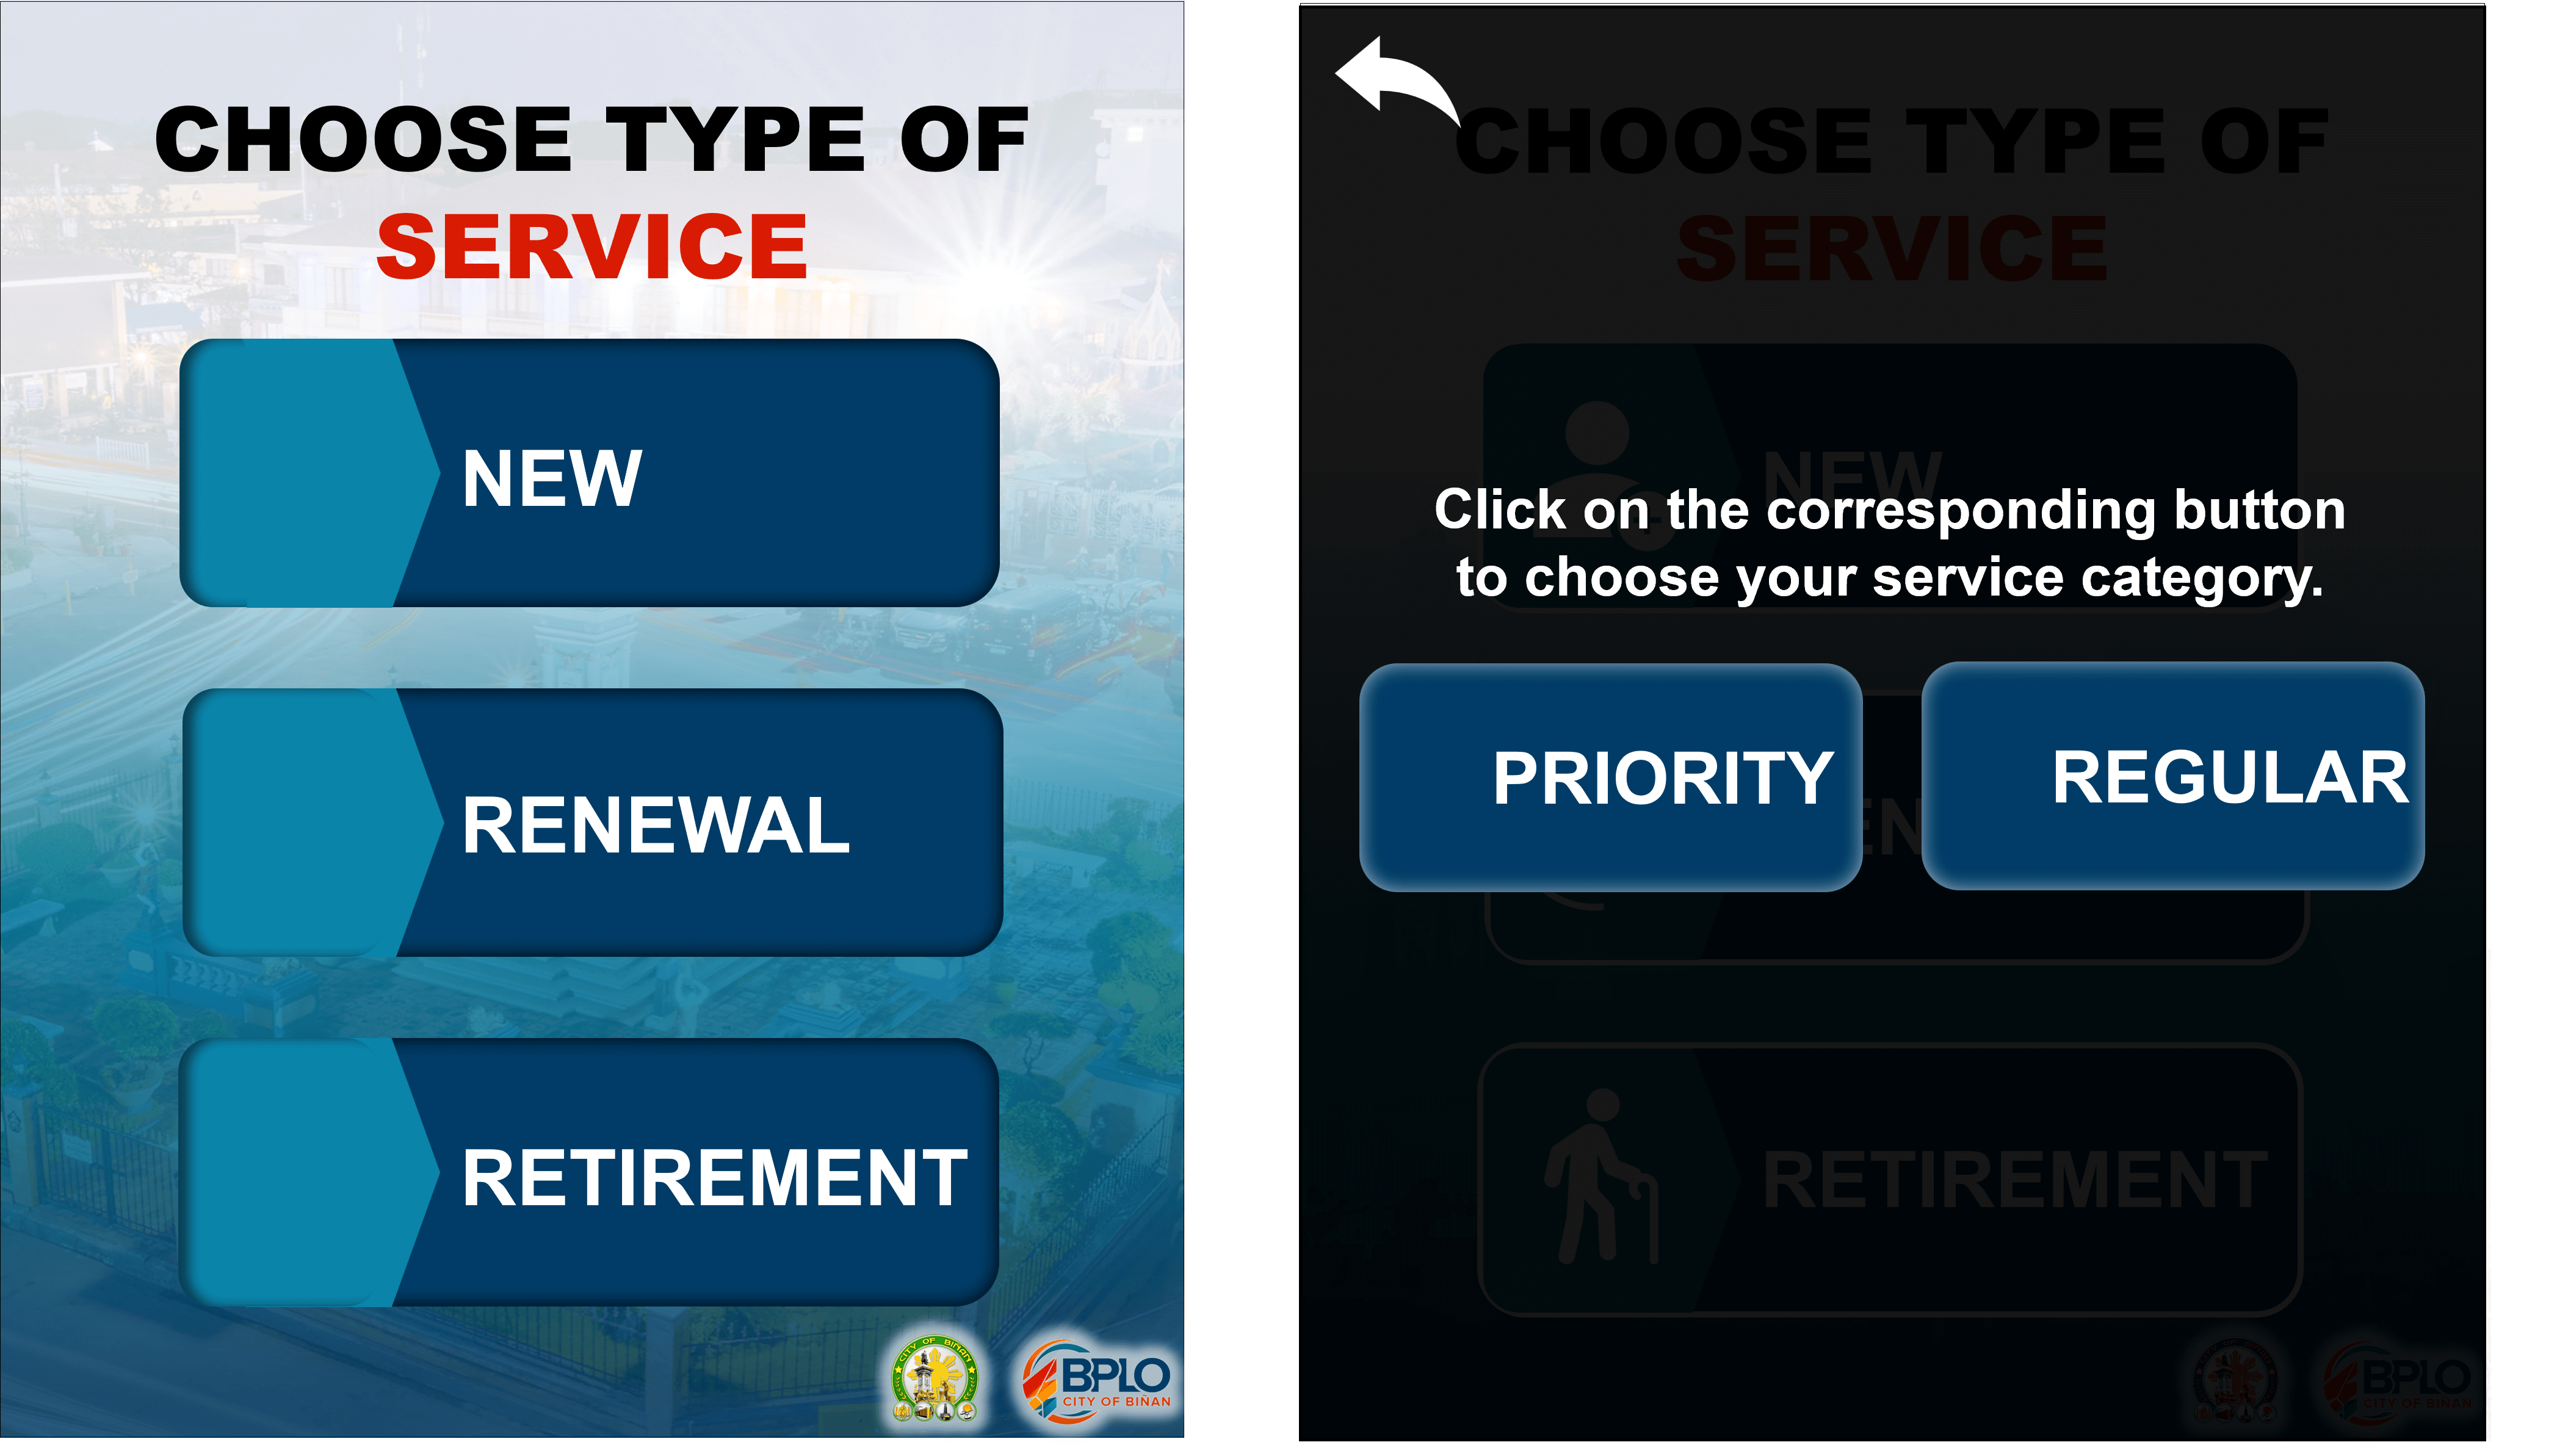 CHOOSE TYPE OF
SERVICE
NEW
RENEWAL
RETIREMENT
CITY OF BIÑAN
BPLO
CITY OF BIÑAN
CHOOSE TYPE OF
SERVICE
NEW
Click on the corresponding button
to choose your service category.
PRIORITY
REGULAR
EN
RETIREMENT
BPLO
CITY OF BIÑAN